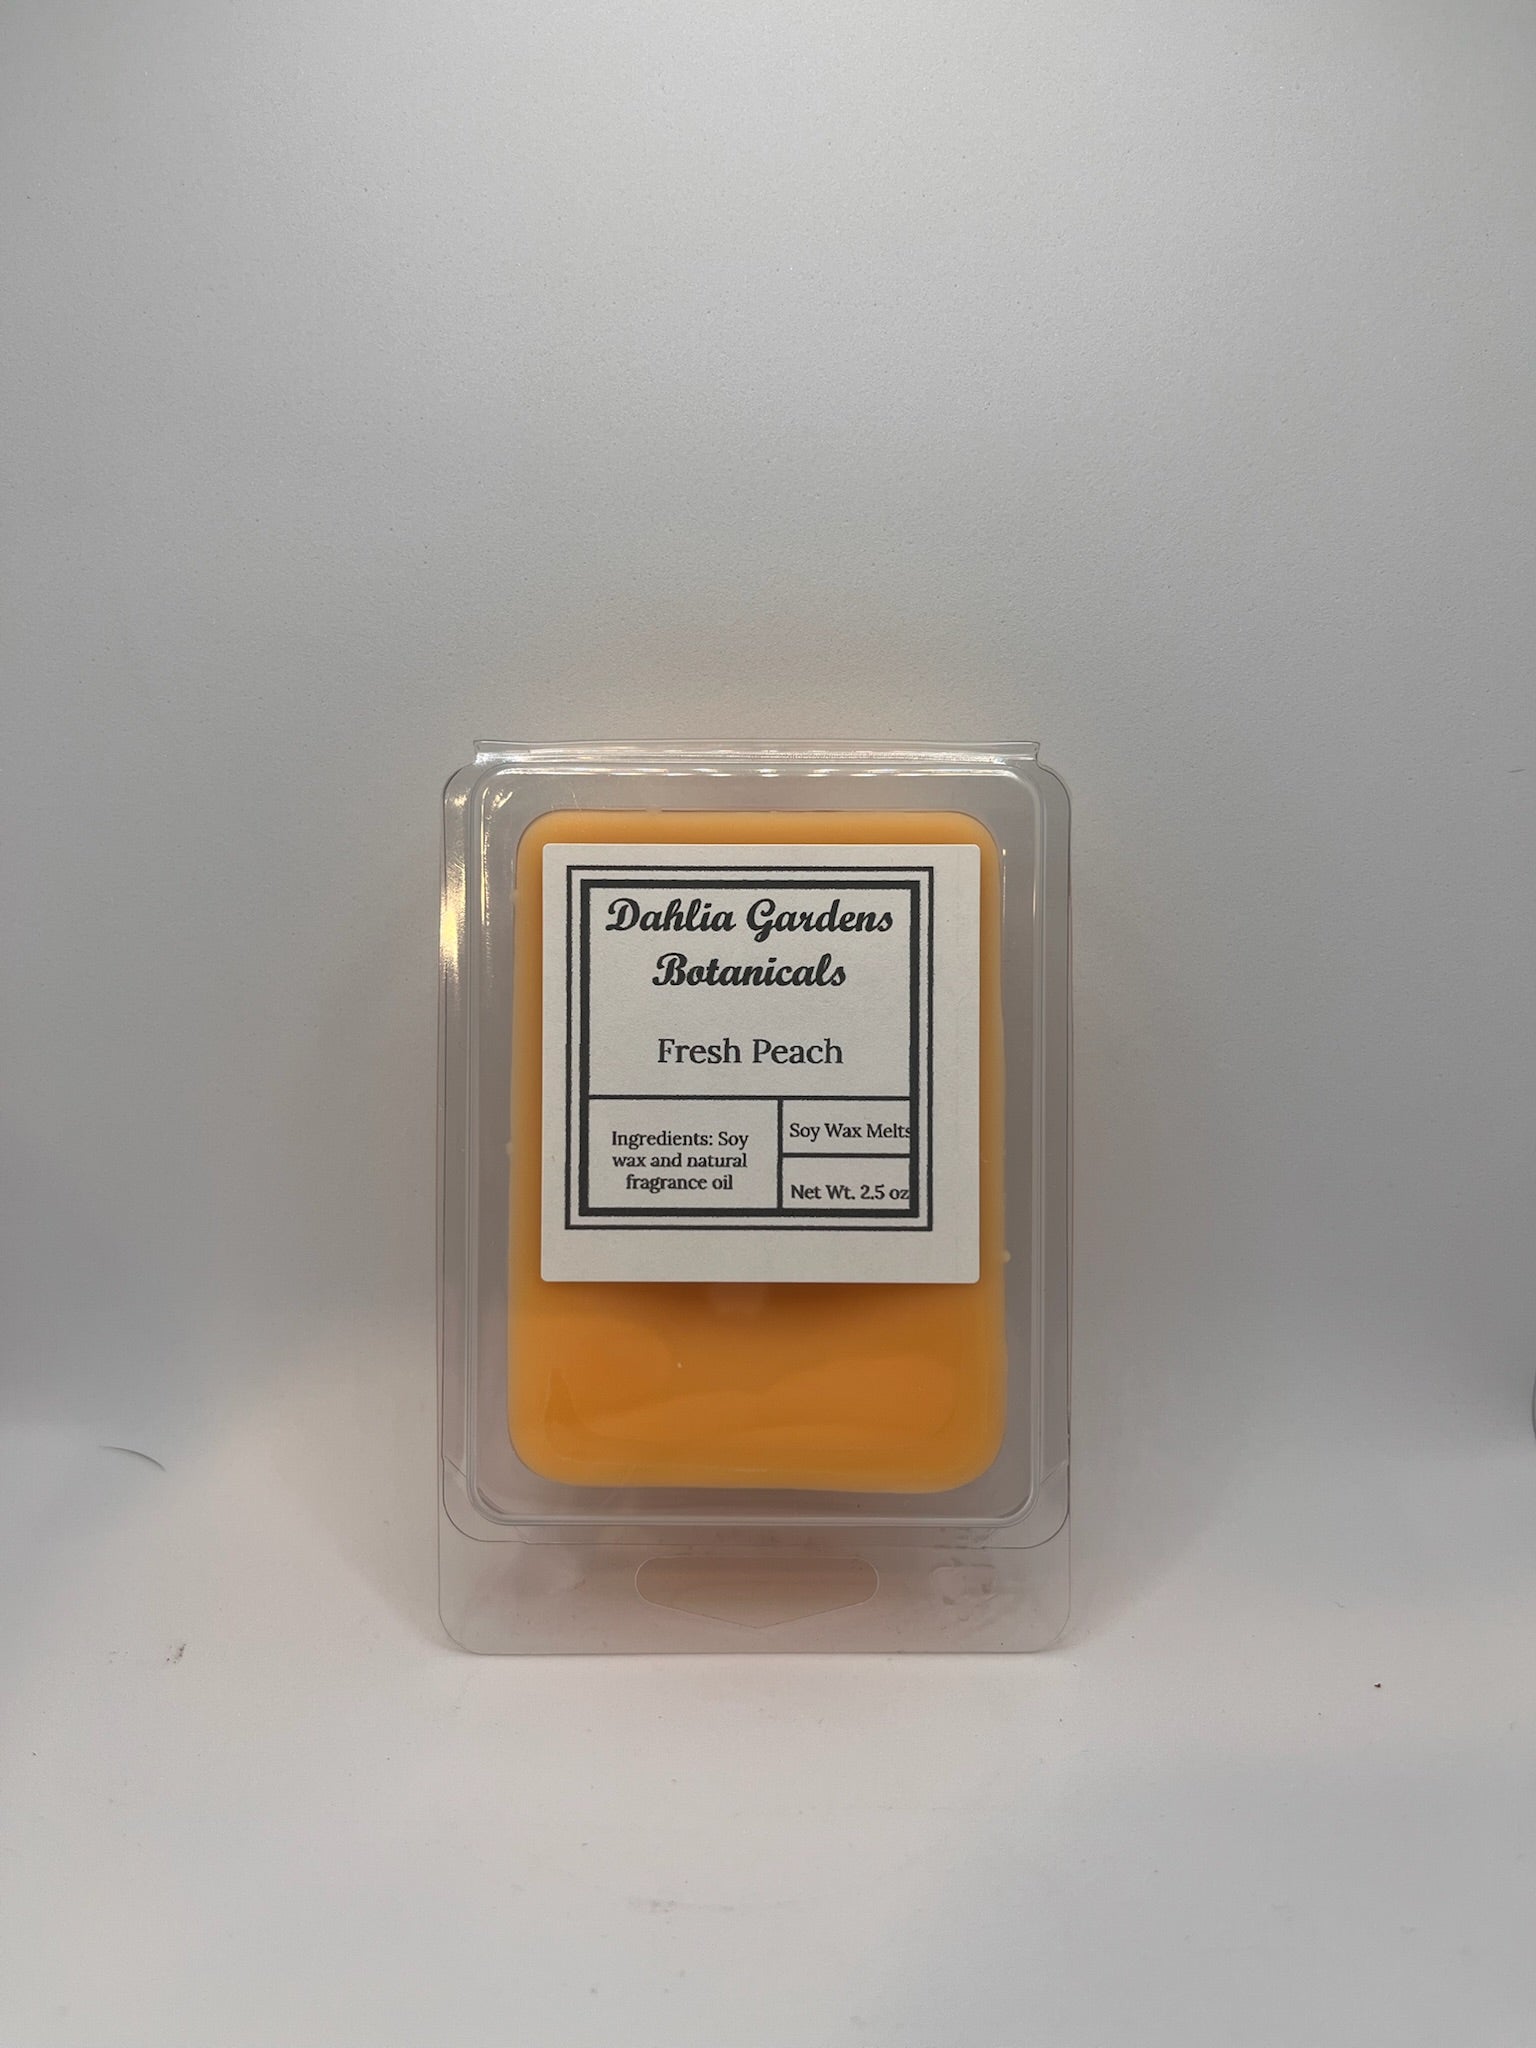 Dahlia Gardens
Botanicals
Fresh Peach
Ingredients: Soy
wax and natural
fragrance oil
Soy Wax Melts
Net Wt. 2.5 oz